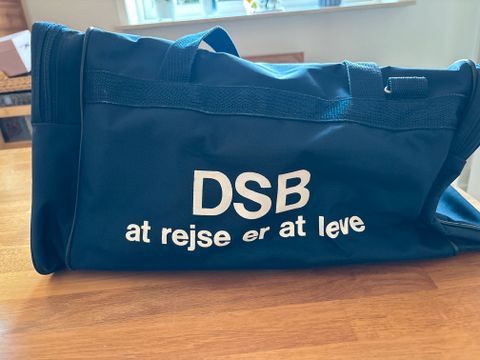 DSB
at rejse er at leve